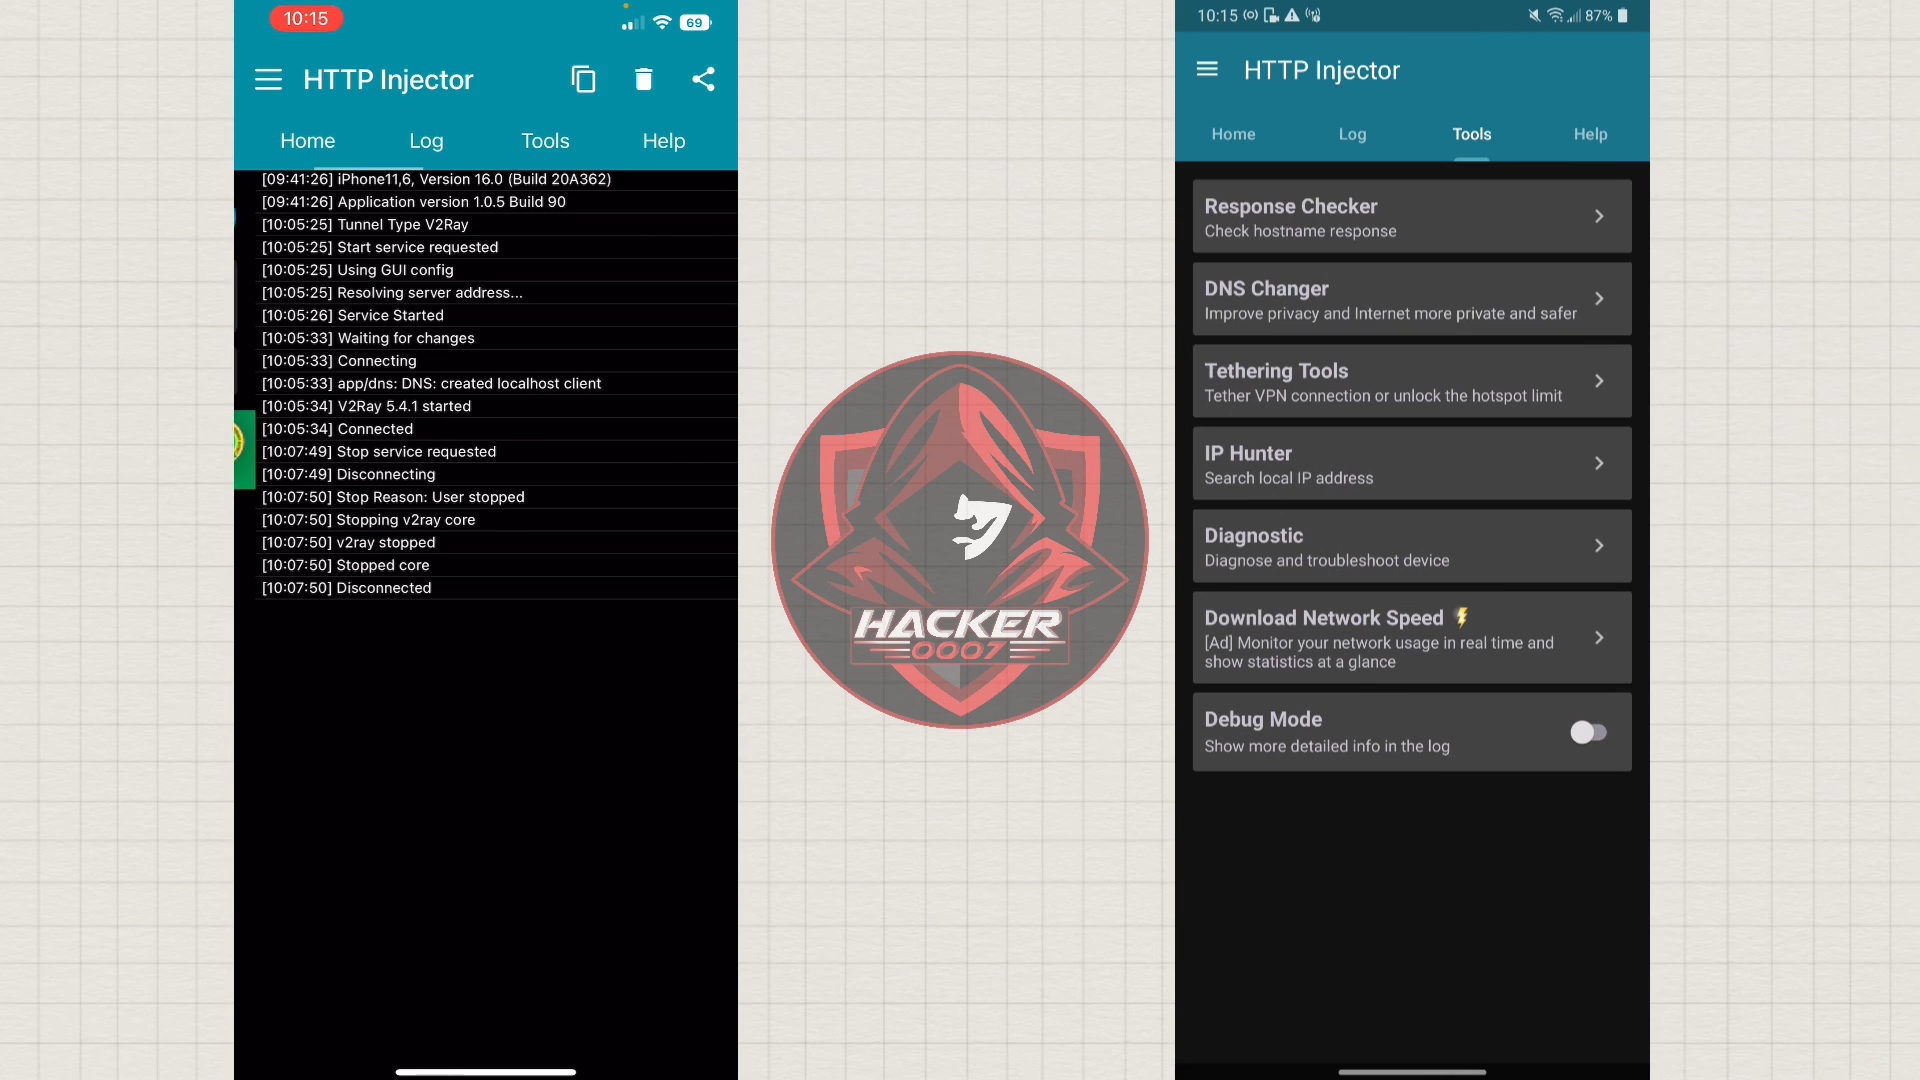 10:15
69
HTTP Injector
Home Log Tools Help
[09:41:26] iPhone11,6, Version 16.0 (Build 20A362)
[09:41:26] Application version 1.0.5 Build 90
[10:05:25] Tunnel Type V2Ray
[10:05:25] Start service requested
[10:05:25] Using GUI config
[10:05:25] Resolving server address...
[10:05:26] Service Started
[10:05:33] Waiting for changes
[10:05:33] Connecting
[10:05:33] app/dns: DNS: created localhost client
[10:05:34] V2Ray 5.4.1 started
[10:05:34] Connected
[10:07:49] Stop service requested
[10:07:49] Disconnecting
[10:07:50] Stop Reason: User stopped
[10:07:50] Stopping v2ray core
[10:07:50] v2ray stopped
[10:07:50] Stopped core
[10:07:50] Disconnected
HACKER
0007
10:15 87%
HTTP Injector
Home Log Tools Help
Response Checker
Check hostname response
DNS Changer
Improve privacy and Internet more private and safer
Tethering Tools
Tether VPN connection or unlock the hotspot limit
IP Hunter
Search local IP address
Diagnostic
Diagnose and troubleshoot device
Download Network Speed
[Ad] Monitor your network usage in real time and
show statistics at a glance
Debug Mode
Show more detailed info in the log